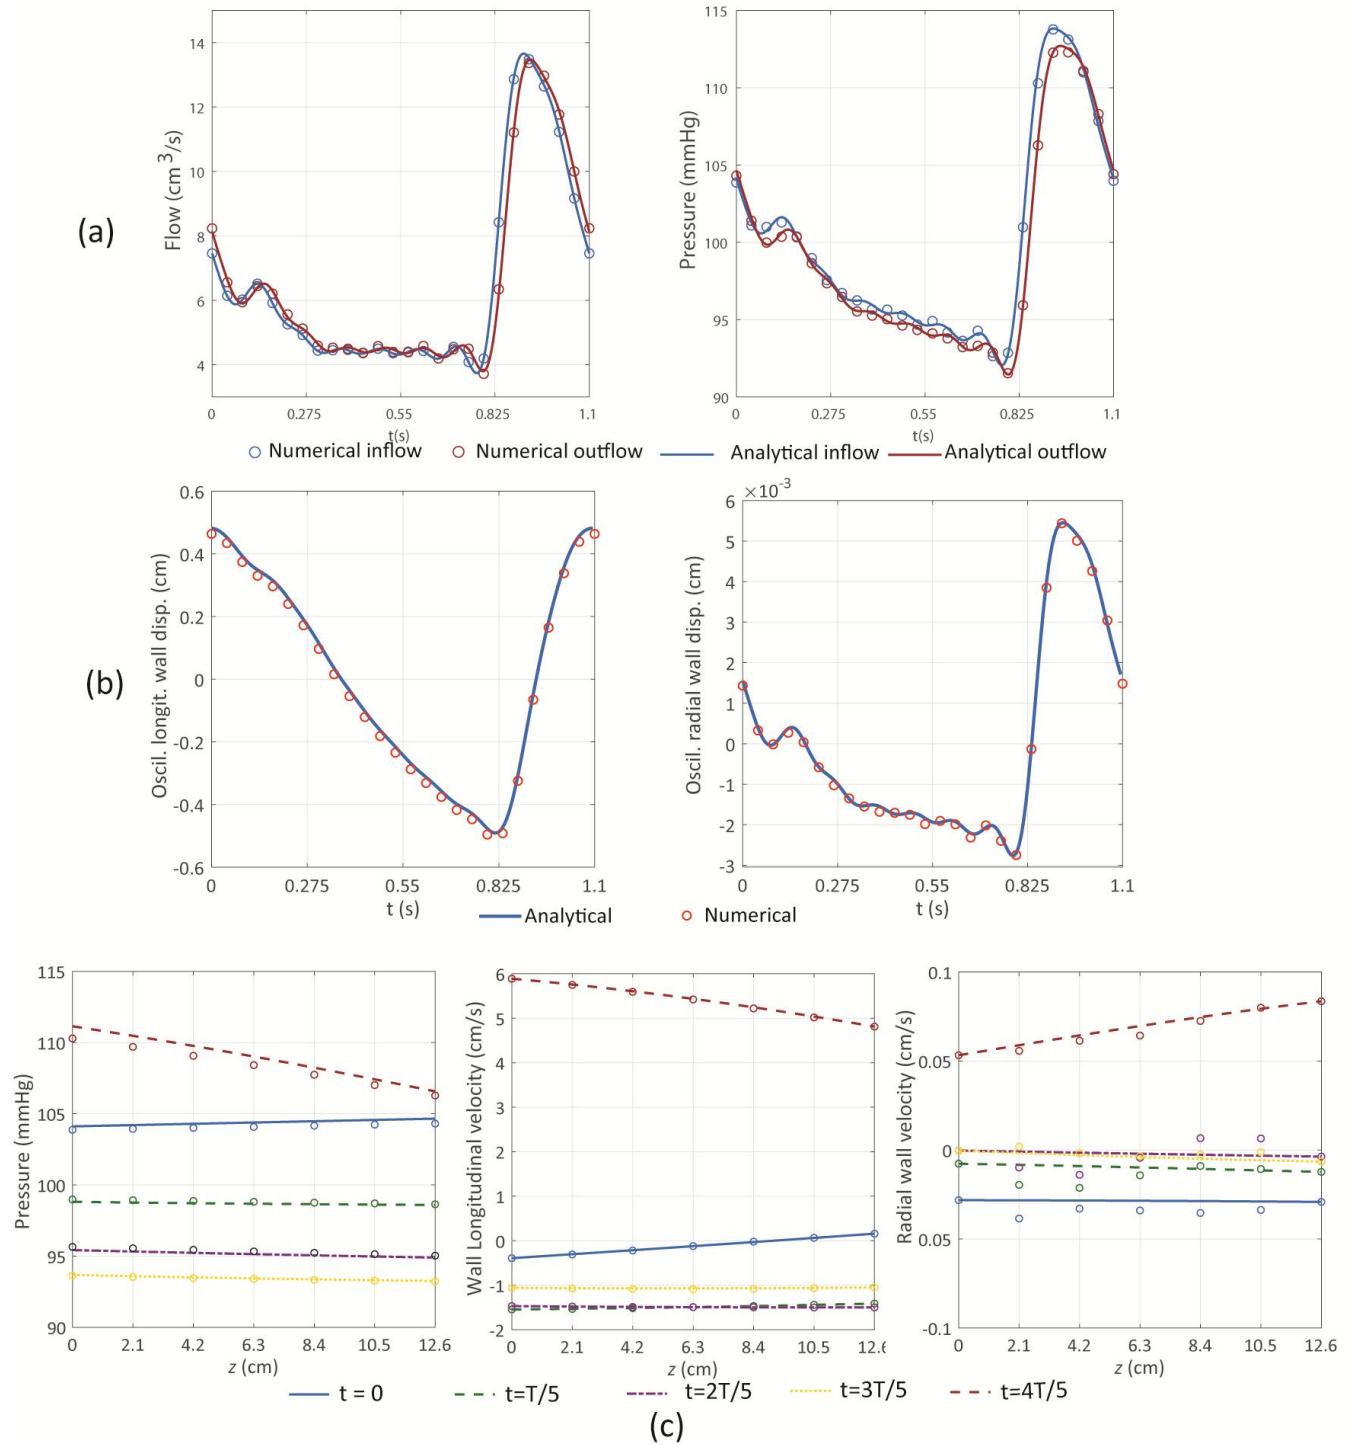 (a)
Flow (cm³/s)
14
12
10
8
6
4
0 0.275 0.55 0.825 1.1
t(s)
Pressure (mmHg)
115
110
105
100
95
90
0 0.275 0.55 0.825 1.1
t(s)
Numerical inflow Numerical outflow Analytical inflow Analytical outflow
(b)
Oscil. longit. wall disp. (cm)
0.6
0.4
0.2
0
-0.2
-0.4
-0.6
0 0.275 0.55 0.825 1.1
t (s)
Oscil. radial wall disp. (cm)
×10⁻³
6
5
4
3
2
1
0
-1
-2
-3
0 0.275 0.55 0.825 1.1
t (s)
Analytical Numerical
Pressure (mmHg)
115
110
105
100
95
90
0 2.1 4.2 6.3 8.4 10.5 12.6
z (cm)
Wall Longitudinal velocity (cm/s)
6
5
4
3
2
1
0
-1
-2
0 2.1 4.2 6.3 8.4 10.5 12.6
z (cm)
Radial wall velocity (cm/s)
0.1
0.05
0
0.05
-0.1
0 2.1 4.2 6.3 8.4 10.5 12.6
z (cm)
t = 0 t=T/5 t=2T/5 t=3T/5 t=4T/5
(c)